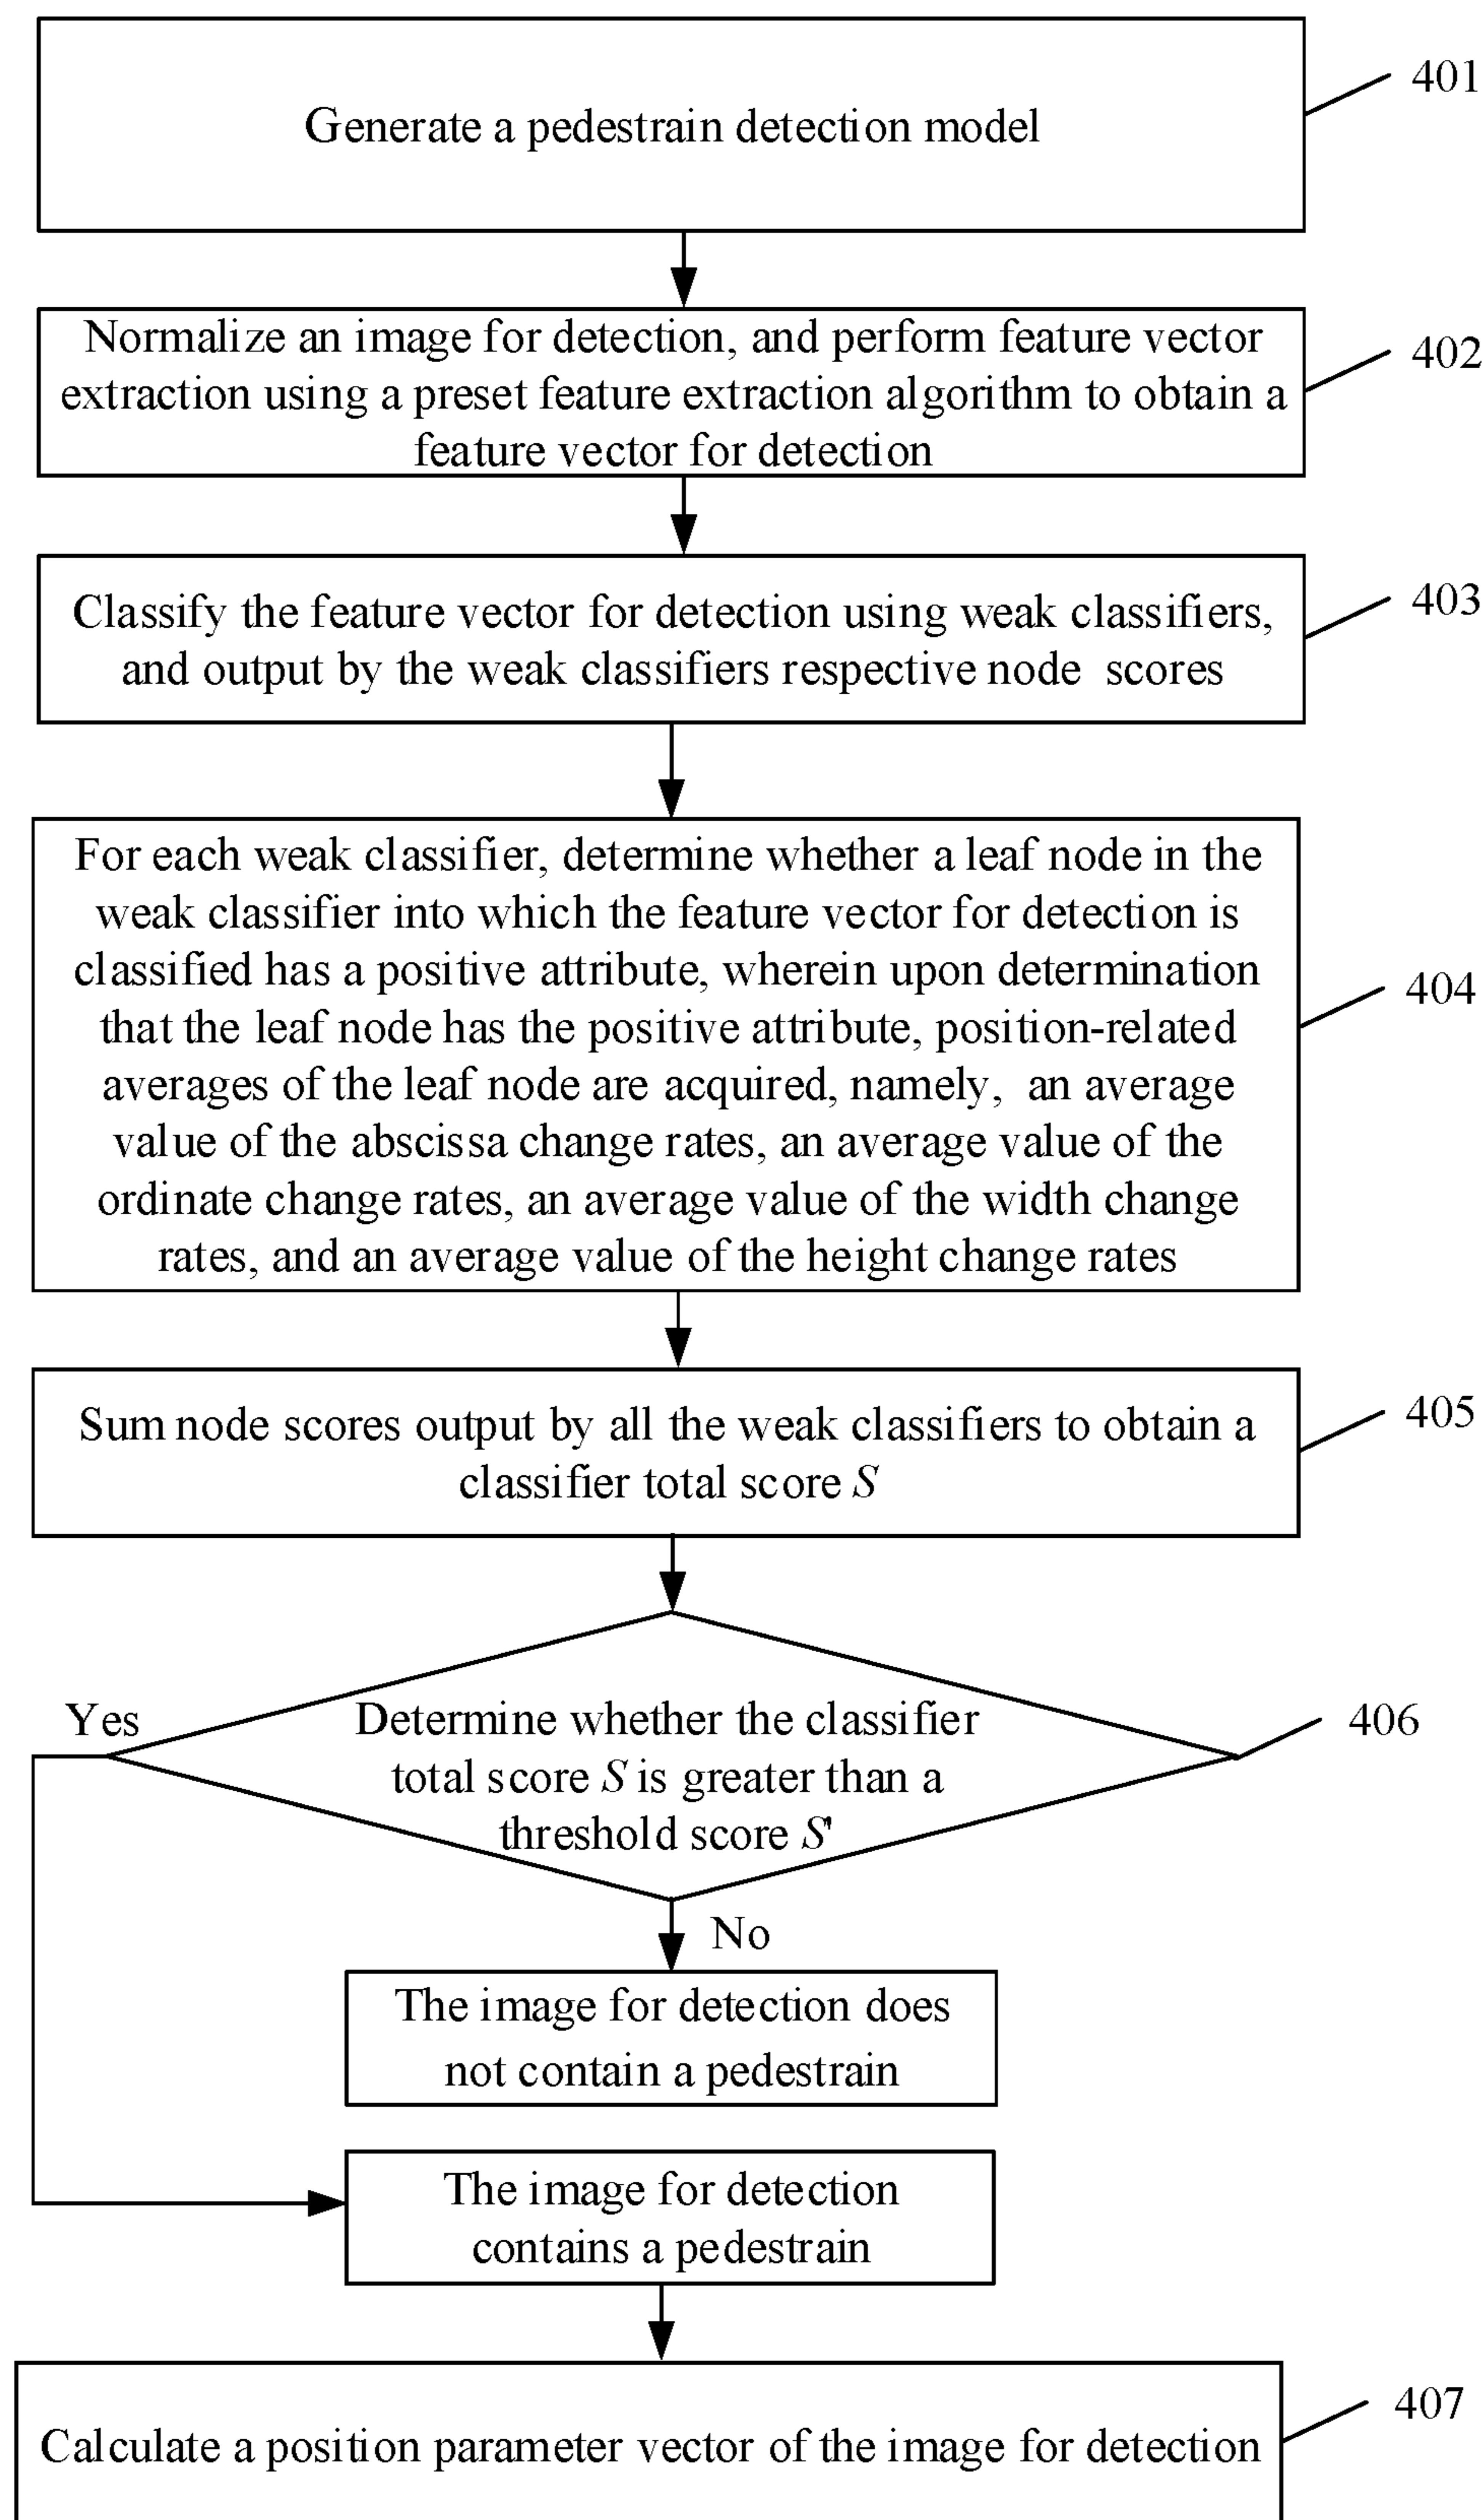 Generate a pedestrain detection model
401
Normalize an image for detection, and perform feature vector
extraction using a preset feature extraction algorithm to obtain a
feature vector for detection
402
Classify the feature vector for detection using weak classifiers,
and output by the weak classifiers respective node scores
403
For each weak classifier, determine whether a leaf node in the
weak classifier into which the feature vector for detection is
classified has a positive attribute, wherein upon determination
that the leaf node has the positive attribute, position-related
averages of the leaf node are acquired, namely, an average
value of the abscissa change rates, an average value of the
ordinate change rates, an average value of the width change
rates, and an average value of the height change rates
404
Sum node scores output by all the weak classifiers to obtain a
classifier total score S
405
Yes
Determine whether the classifier
total score S is greater than a
threshold score S'
406
No
The image for detection does
not contain a pedestrain
The image for detection
contains a pedestrain
Calculate a position parameter vector of the image for detection
407